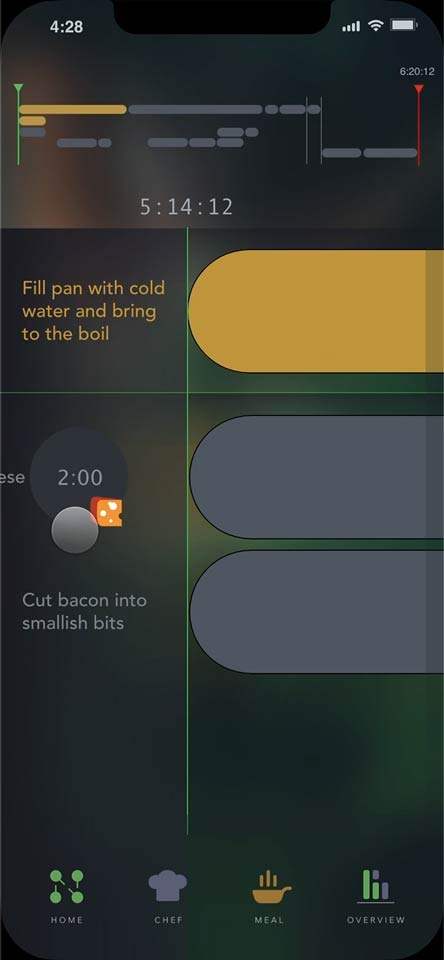 4:28
6:20:12
5:14:12
Fill pan with cold
water and bring
to the boil
ese
2:00
Cut bacon into
smallish bits
HOME CHEF MEAL OVERVIEW